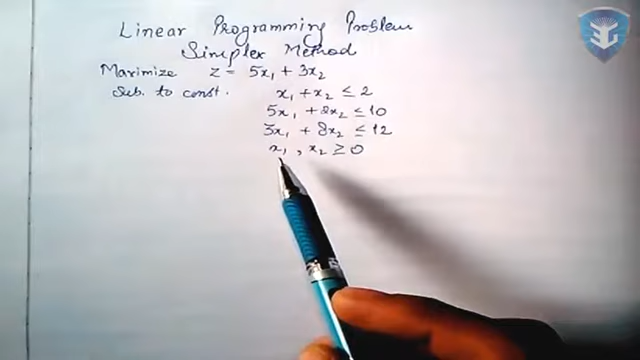 Linear Programming Problem
Simplex Method
Maximize Z = 5x₁ + 3x₂
Sub. to const. x₁ + x₂ ≤ 2
5x₁ + 2x₂ ≤ 10
3x₁ + 8x₂ ≤ 12
x₁, x₂ ≥ 0